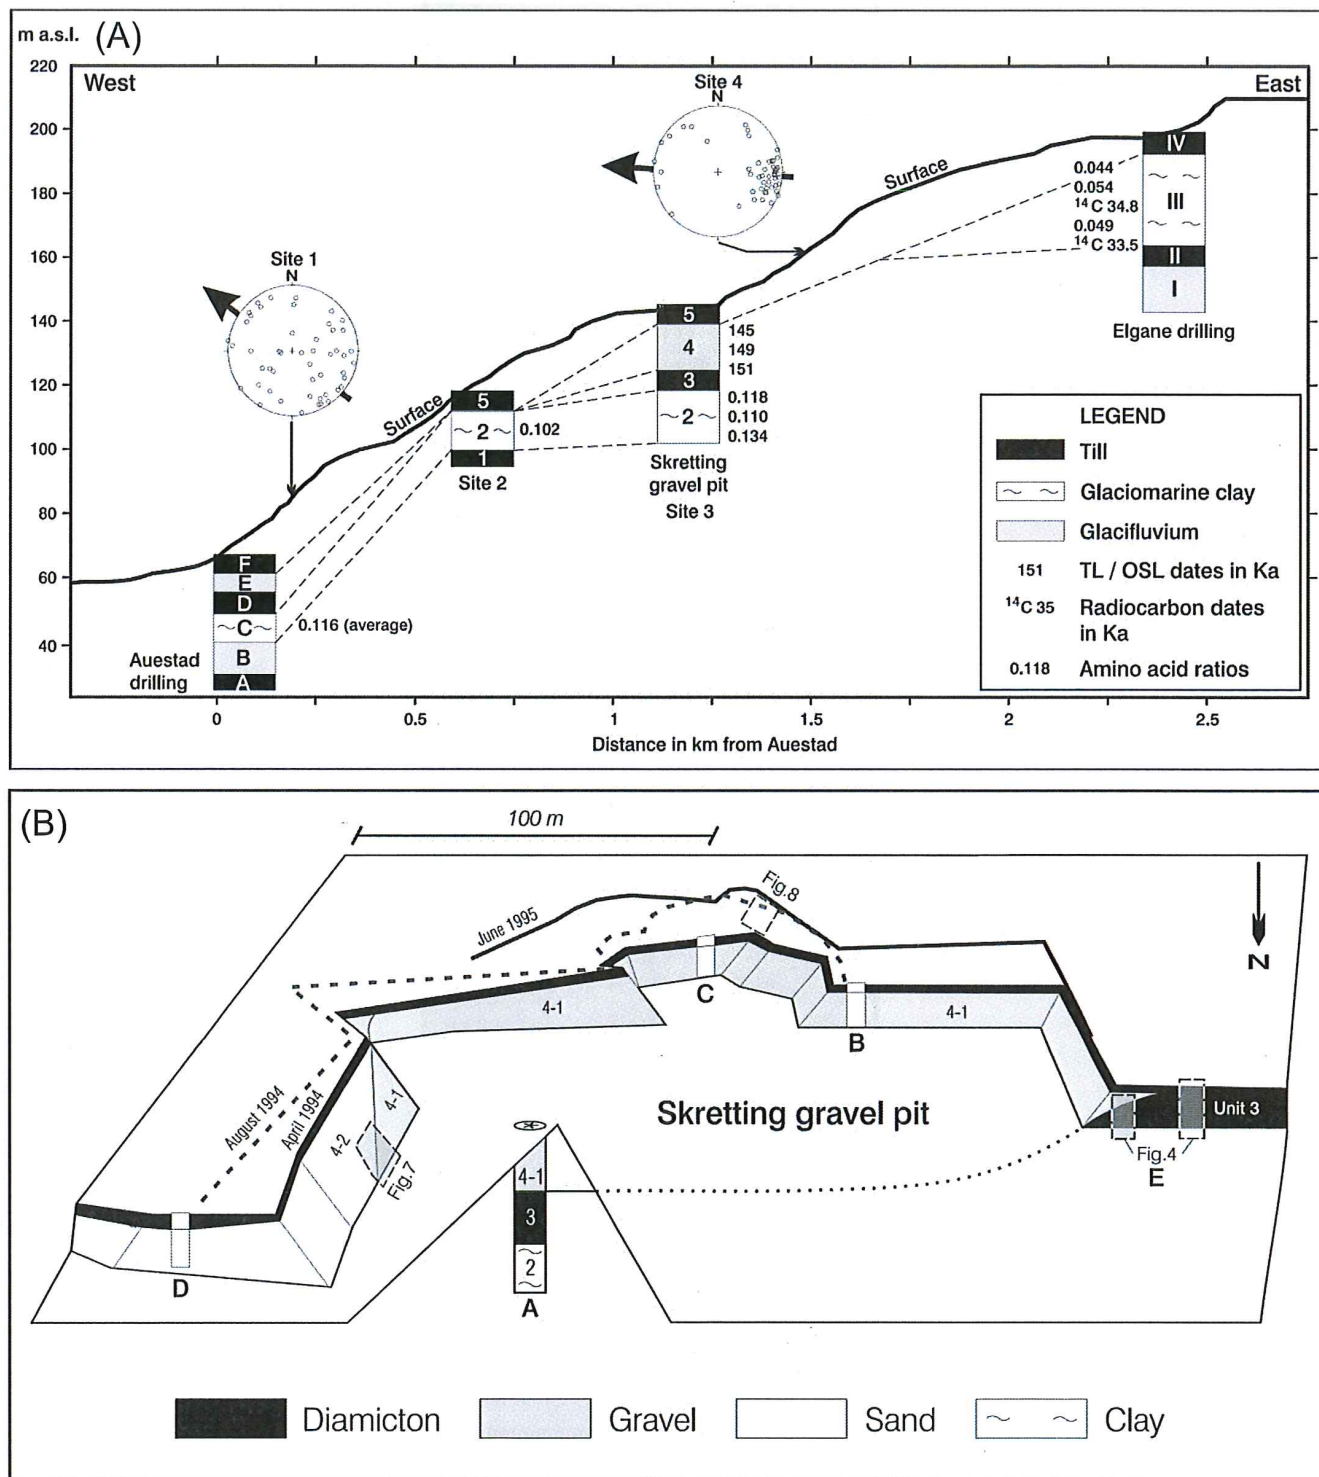 m a.s.l.
(A)
220
200
180
160
140
120
100
80
60
40
West
East
Site 4
N
Site 1
N
Surface
Surface
IV
III
II
I
0.044
0.054
14C 34.8
0.049
14C 33.5
Elgane drilling
5
4
3
2
145
149
151
0.118
0.110
0.134
Skretting
gravel pit
Site 3
5
2
1
0.102
Site 2
F
E
D
C
B
A
0.116 (average)
Auestad
drilling
LEGEND
Till
Glaciomarine clay
Glacifluvium
151 TL / OSL dates in Ka
14C 35 Radiocarbon dates
in Ka
0.118 Amino acid ratios
0 0.5 1 1.5 2 2.5
Distance in km from Auestad
(B)
100 m
N
Fig.8
June 1995
C
4-1
B
4-1
August 1994
April 1994
4-1
4-2
Fig.7
Skretting gravel pit
Unit 3
Fig.4
E
4-1
3
2
A
D
Diamicton
Gravel
Sand
Clay